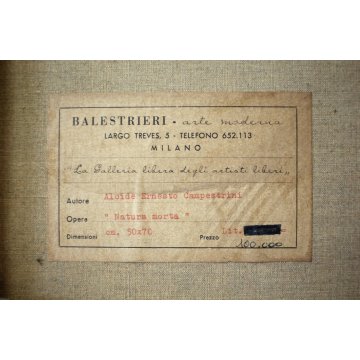 BALESTRIERI - arte moderna
LARGO TREVES, 5 - TELEFONO 652.113
MILANO
"La Galleria libera degli artisti liberi„
Autore Alcide Ernesto Campestrini
Opera " Natura morta "
Dimensioni cm. 50x70 Prezzo Lit.
100.000